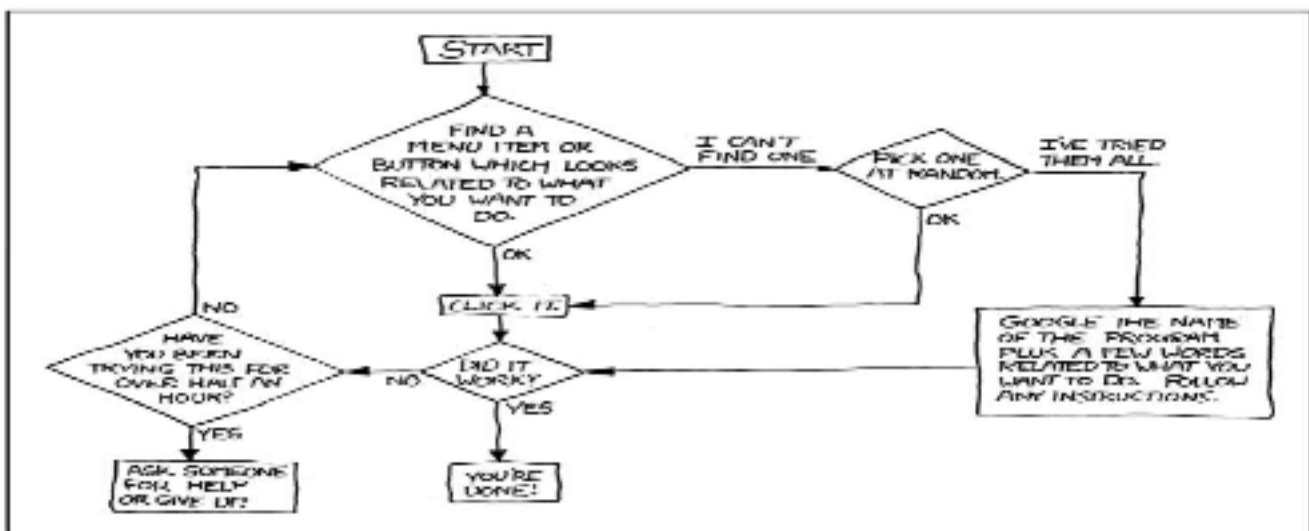 START
FIND A
MENU ITEM OR
BUTTON WHICH LOOKS
RELATED TO WHAT
YOU WANT TO
DO.
I CAN'T
FIND ONE
PICK ONE
AT RANDOM.
I'VE TRIED
THEM ALL.
OK
OK
CLICK IT.
NO
HAVE
YOU BEEN
TRYING THIS FOR
OVER HALF AN
HOUR?
NO
DID IT
WORK?
GOOGLE THE NAME
OF THE PROGRAM
PLUS A FEW WORDS
RELATED TO WHAT YOU
WANT TO DO. FOLLOW
ANY INSTRUCTIONS.
YES
YES
ASK SOMEONE
FOR HELP
OR GIVE UP!
YOU'RE
DONE!